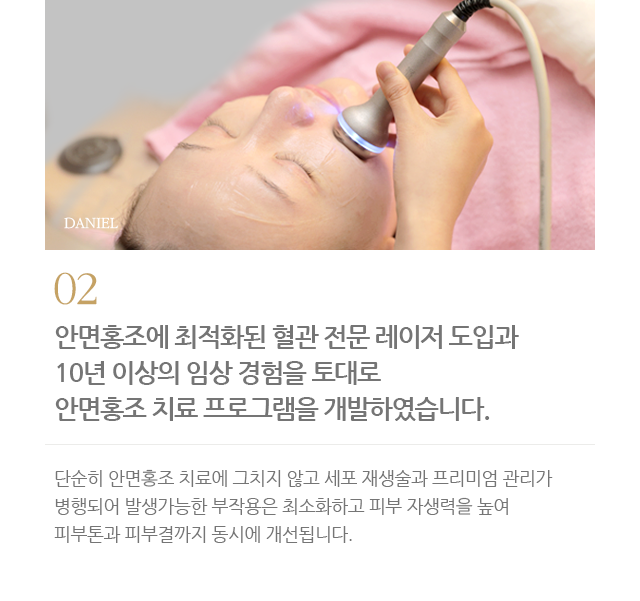 DANIEL
02
안면홍조에 최적화된 혈관 전문 레이저 도입과
10년 이상의 임상 경험을 토대로
안면홍조 치료 프로그램을 개발하였습니다.
단순히 안면홍조 치료에 그치지 않고 세포 재생술과 프리미엄 관리가
병행되어 발생가능한 부작용은 최소화하고 피부 자생력을 높여
피부톤과 피부결까지 동시에 개선됩니다.